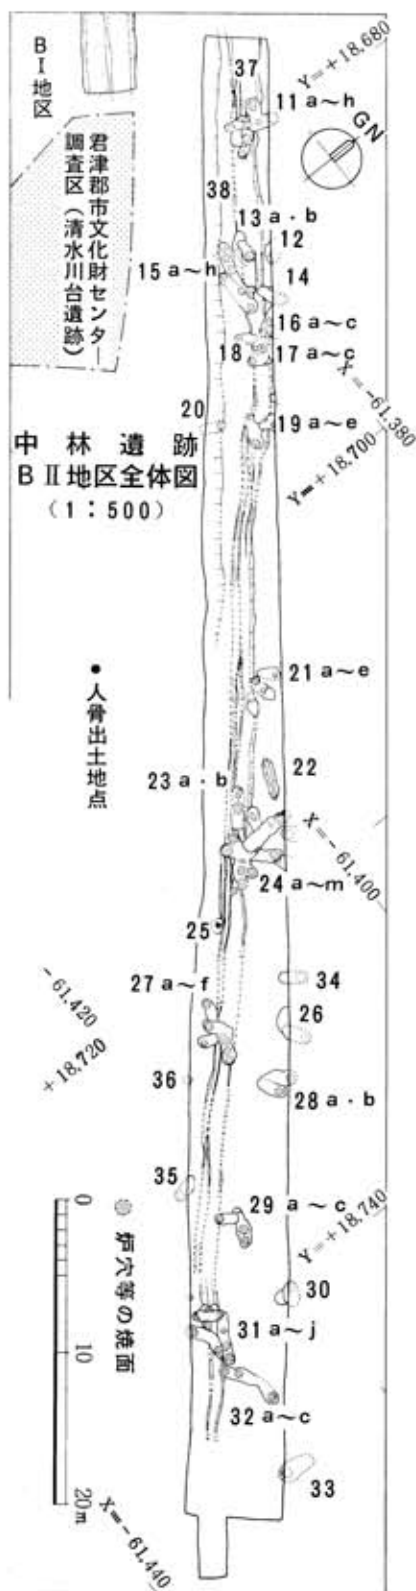 BⅠ地区
君津郡市文化財センター
調査区（清水川台遺跡）
Y=+18,680
GN
37
11 a～h
38
13 a・b
12
14
15 a～h
16 a～c
18
17 a～c
X=-61,380
20
19 a～e
Y=+18,700
中林遺跡
BⅡ地区全体図
（1：500）
21 a～e
●人骨出土地点
22
23 a・b
X=-61,400
24 a～m
25
-61,420
+18,720
27 a～f
34
26
36
28 a・b
35
29 a～c
Y=+18,740
炉穴等の焼面
30
31 a～j
32 a～c
33
0
10
20m
X=-61,440